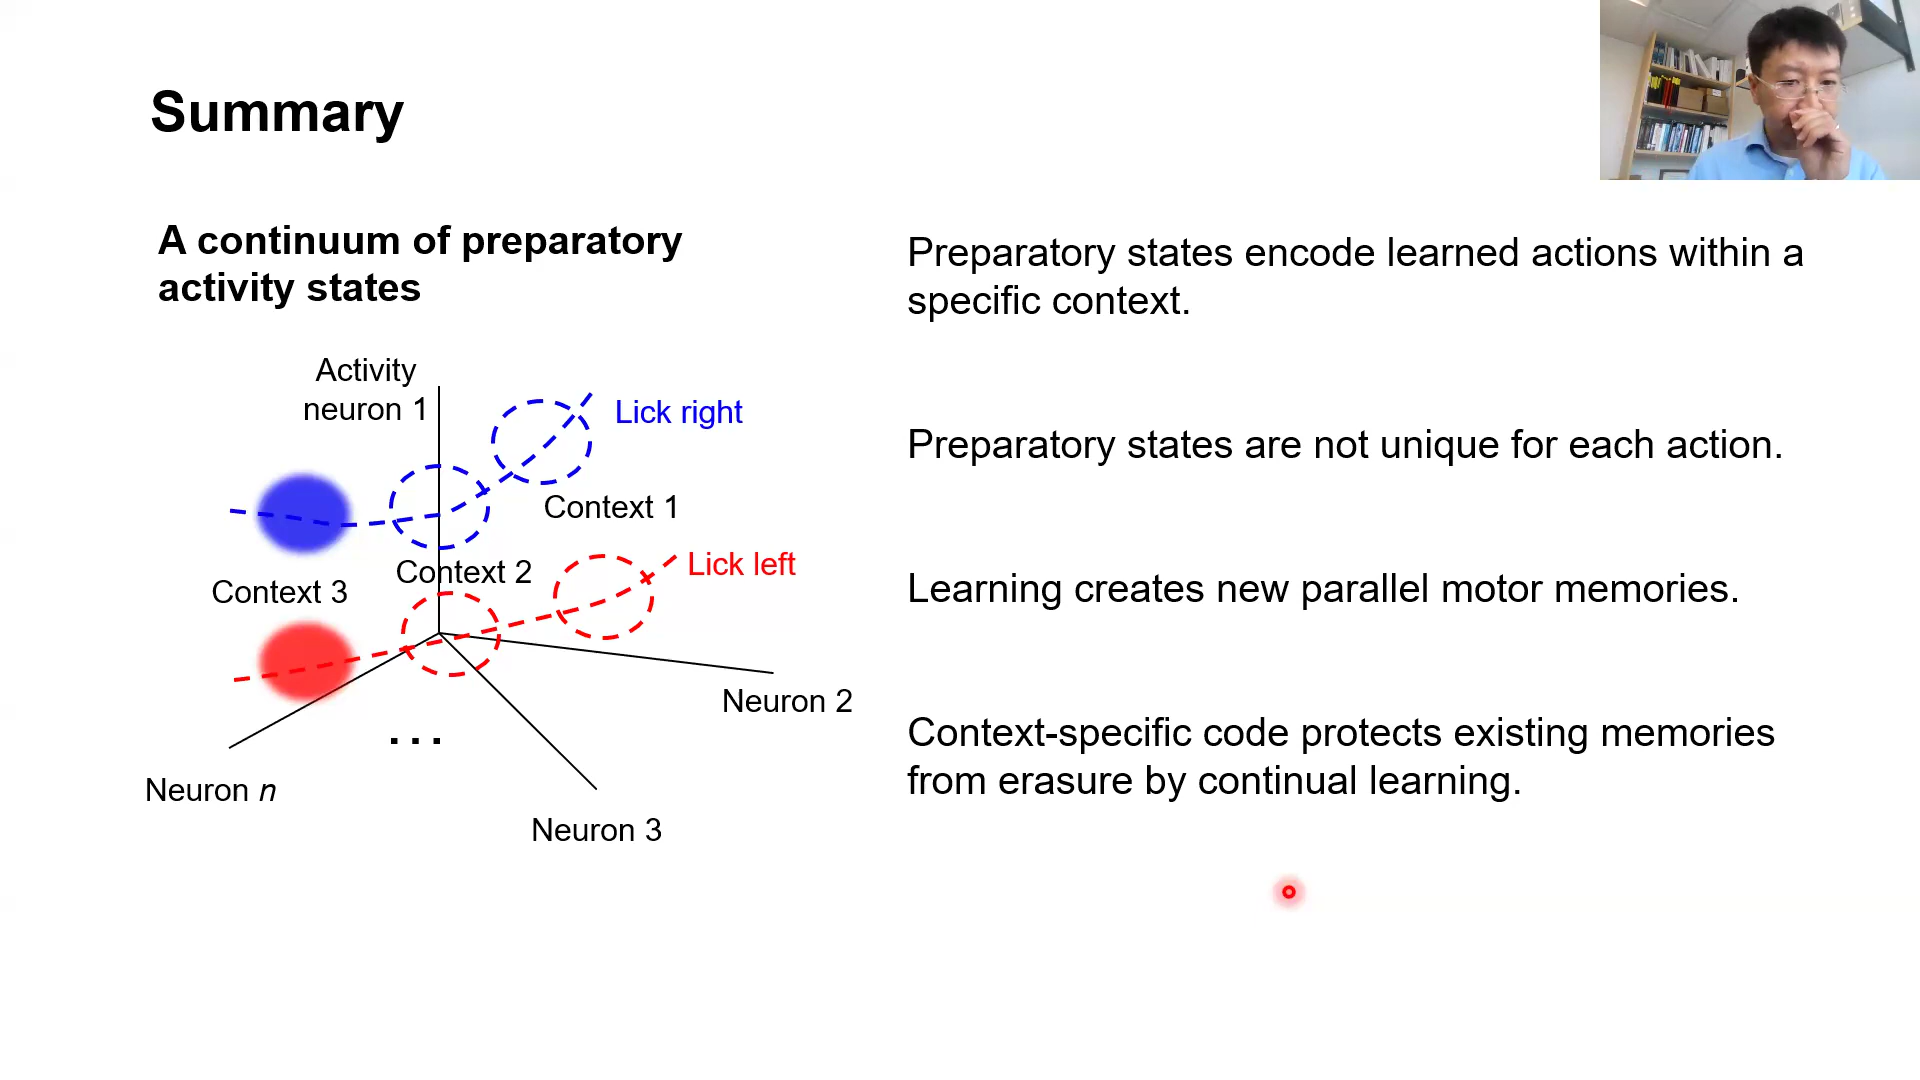 Summary
A continuum of preparatory
activity states
Activity
neuron 1
Lick right
Context 1
Context 2
Lick left
Context 3
Neuron 2
...
Neuron n
Neuron 3
Preparatory states encode learned actions within a
specific context.
Preparatory states are not unique for each action.
Learning creates new parallel motor memories.
Context-specific code protects existing memories
from erasure by continual learning.